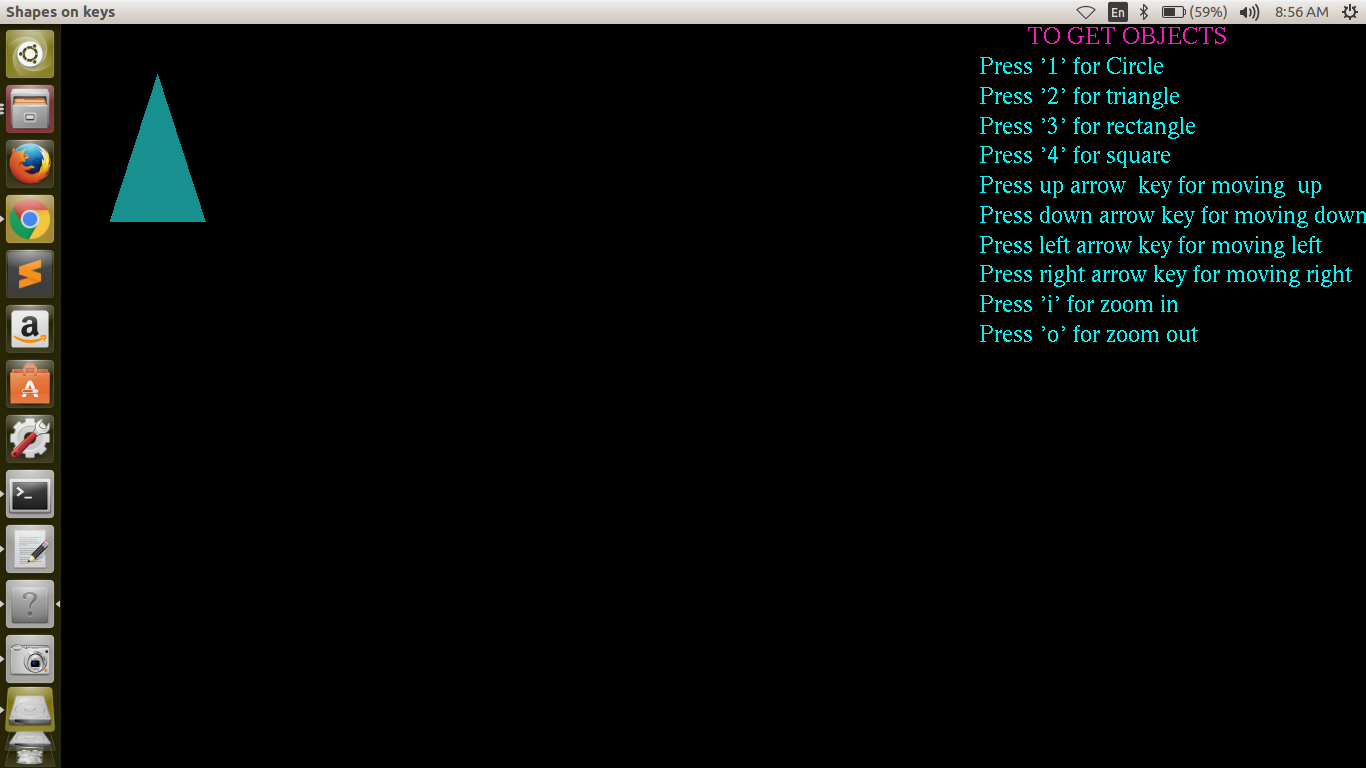 Shapes on keys
En
(59%)
8:56 AM
TO GET OBJECTS
Press ’1’ for Circle
Press ’2’ for triangle
Press ’3’ for rectangle
Press ’4’ for square
Press up arrow  key for moving  up
Press down arrow key for moving down
Press left arrow key for moving left
Press right arrow key for moving right
Press ’i’ for zoom in
Press ’o’ for zoom out
a
A
>_
?